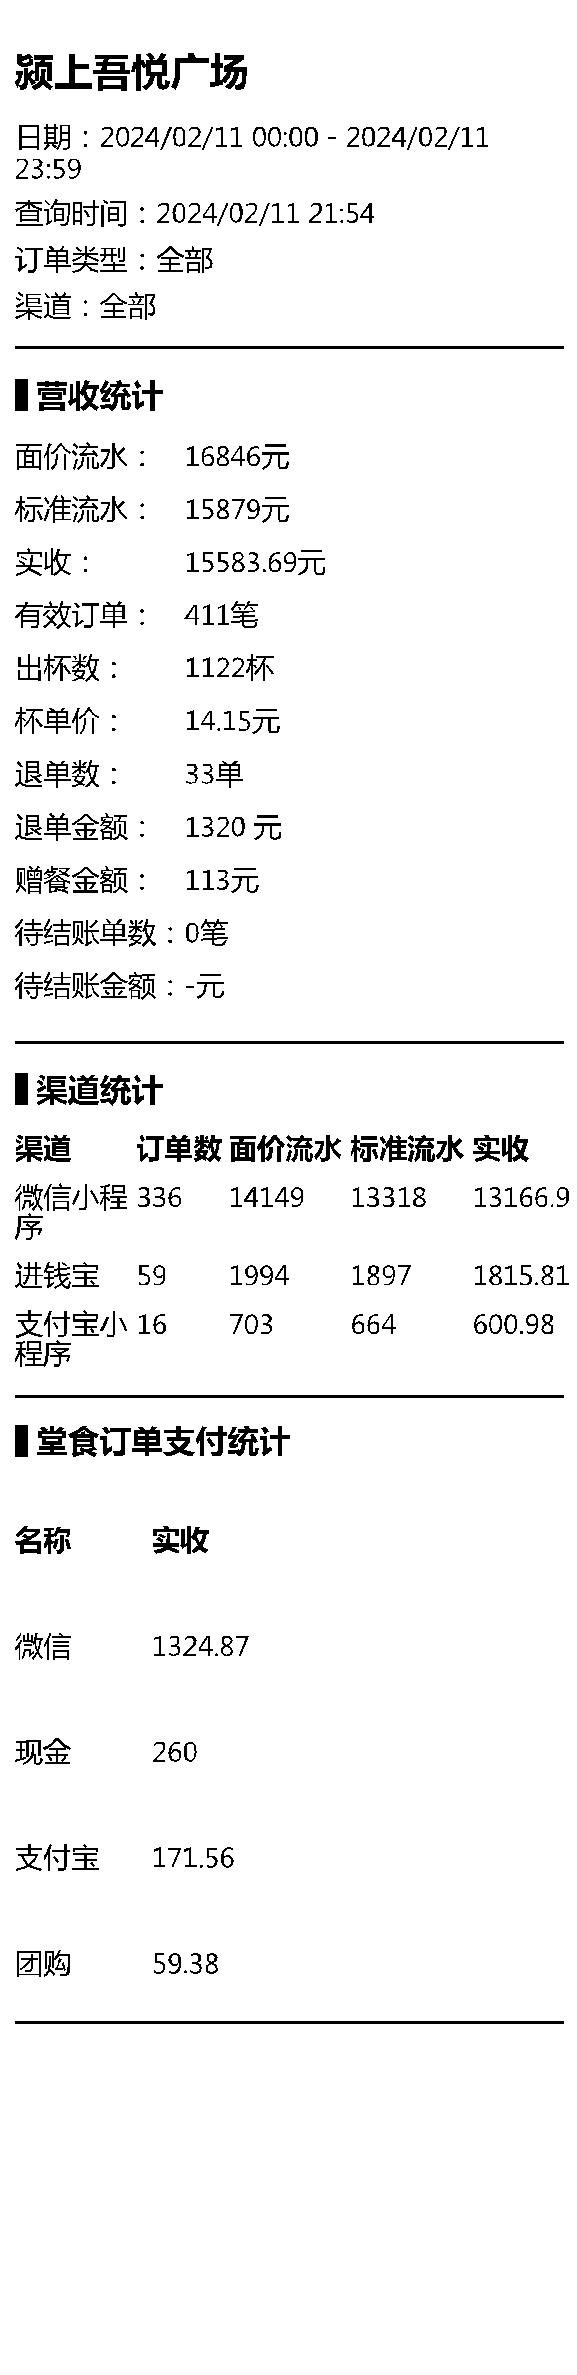 颍上吾悦广场
日期：2024/02/11 00:00 - 2024/02/11
23:59
查询时间：2024/02/11 21:54
订单类型：全部
渠道：全部
营收统计
面价流水： 16846元
标准流水： 15879元
实收： 15583.69元
有效订单： 411笔
出杯数： 1122杯
杯单价： 14.15元
退单数： 33单
退单金额： 1320 元
赠餐金额： 113元
待结账单数：0笔
待结账金额：-元
渠道统计
渠道 订单数 面价流水 标准流水 实收
微信小程 336 14149 13318 13166.9
序
进钱宝 59 1994 1897 1815.81
支付宝小 16 703 664 600.98
程序
堂食订单支付统计
名称 实收
微信 1324.87
现金 260
支付宝 171.56
团购 59.38